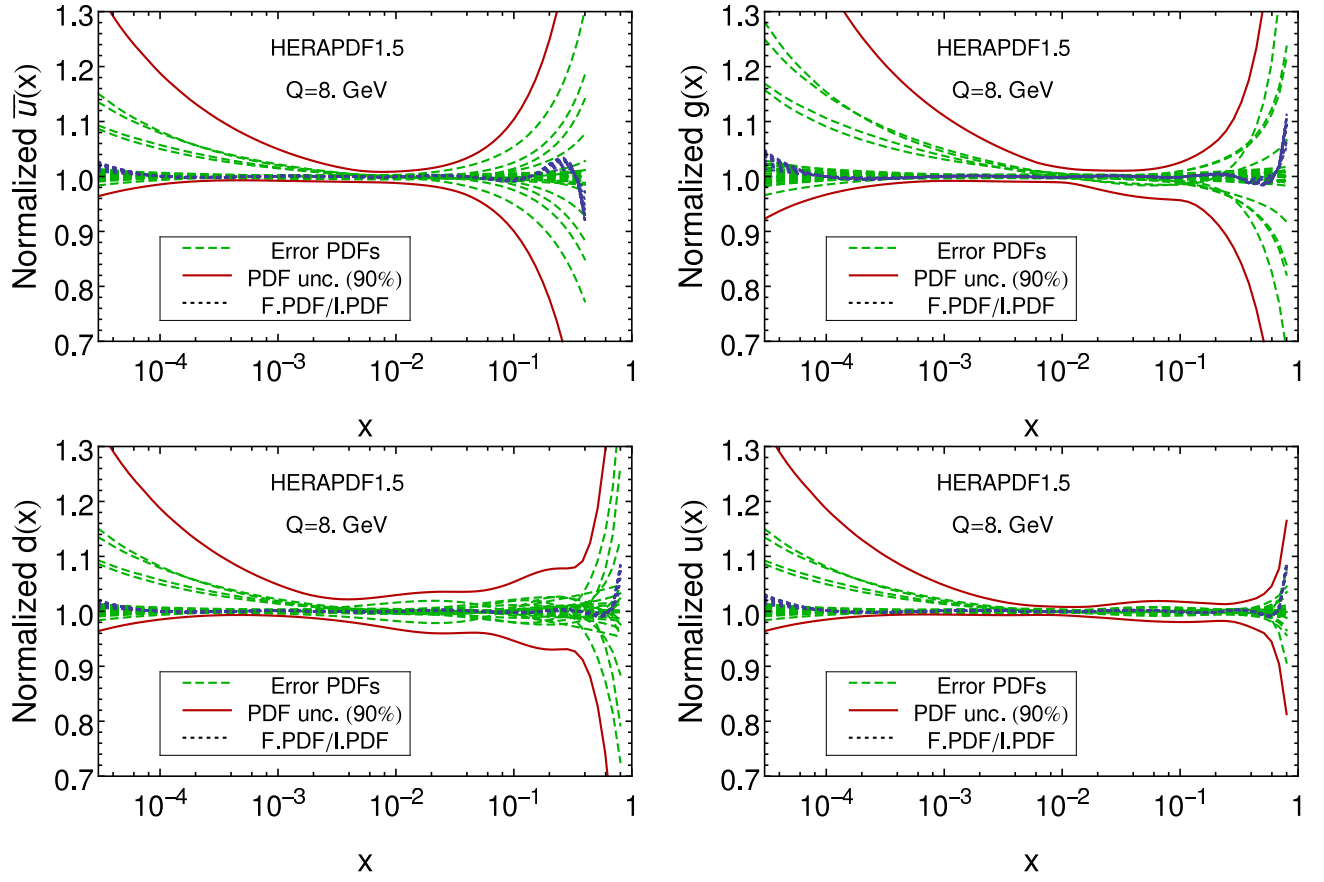 Normalized u̅(x)
1.3
1.2
1.1
1.0
0.9
0.8
0.7
HERAPDF1.5
Q=8. GeV
Error PDFs
PDF unc. (90%)
F.PDF/I.PDF
10⁻⁴
10⁻³
10⁻²
10⁻¹
1
x
Normalized g(x)
1.3
1.2
1.1
1.0
0.9
0.8
0.7
HERAPDF1.5
Q=8. GeV
Error PDFs
PDF unc. (90%)
F.PDF/I.PDF
10⁻⁴
10⁻³
10⁻²
10⁻¹
1
x
Normalized d(x)
1.3
1.2
1.1
1.0
0.9
0.8
0.7
HERAPDF1.5
Q=8. GeV
Error PDFs
PDF unc. (90%)
F.PDF/I.PDF
10⁻⁴
10⁻³
10⁻²
10⁻¹
1
x
Normalized u(x)
1.3
1.2
1.1
1.0
0.9
0.8
0.7
HERAPDF1.5
Q=8. GeV
Error PDFs
PDF unc. (90%)
F.PDF/I.PDF
10⁻⁴
10⁻³
10⁻²
10⁻¹
1
x